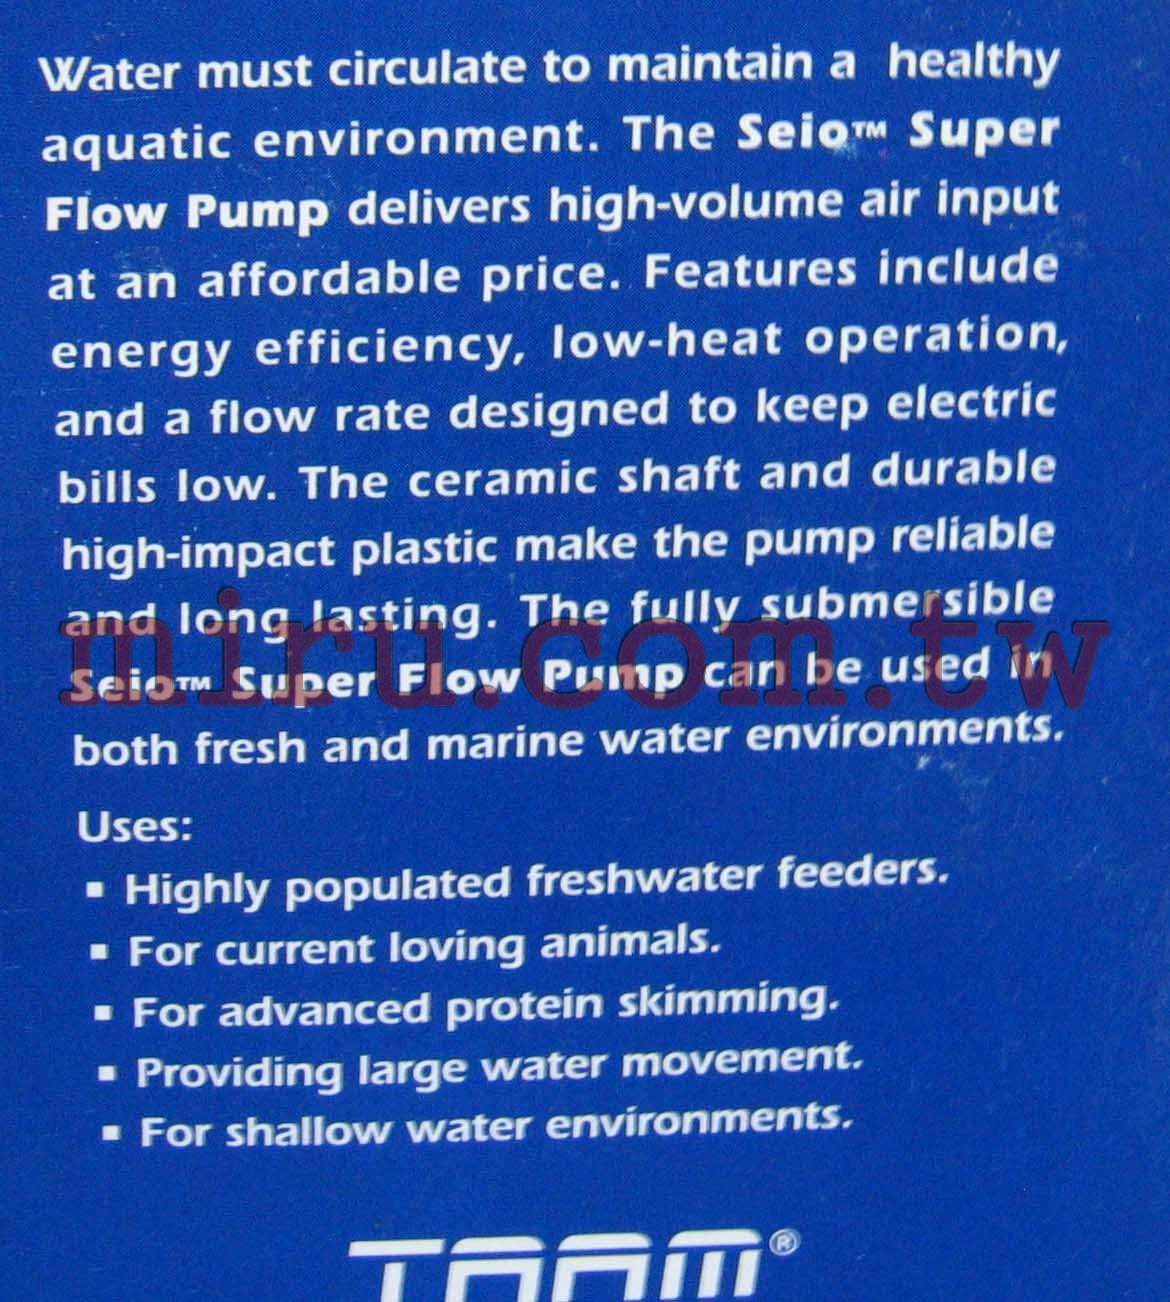 Water must circulate to maintain a healthy
aquatic environment. The Seio™ Super
Flow Pump delivers high-volume air input
at an affordable price. Features include
energy efficiency, low-heat operation,
and a flow rate designed to keep electric
bills low. The ceramic shaft and durable
high-impact plastic make the pump reliable
and long lasting. The fully submersible
Seio™ Super Flow Pump can be used in
both fresh and marine water environments.
miru.com.tw
Uses:
▪ Highly populated freshwater feeders.
▪ For current loving animals.
▪ For advanced protein skimming.
▪ Providing large water movement.
▪ For shallow water environments.
TAAM®